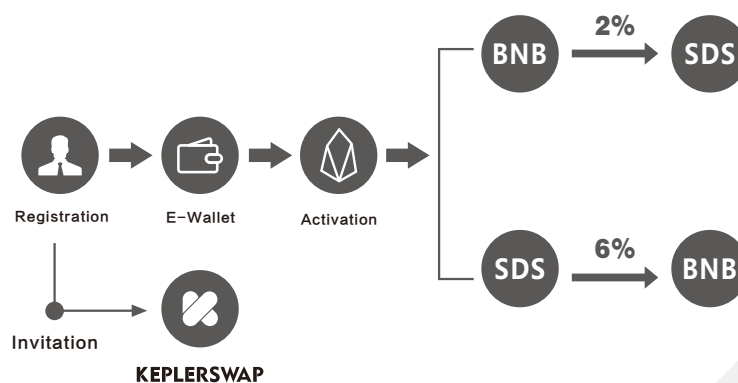 2%
BNB
SDS
Registration
E-Wallet
Activation
6%
SDS
BNB
Invitation
KEPLERSWAP